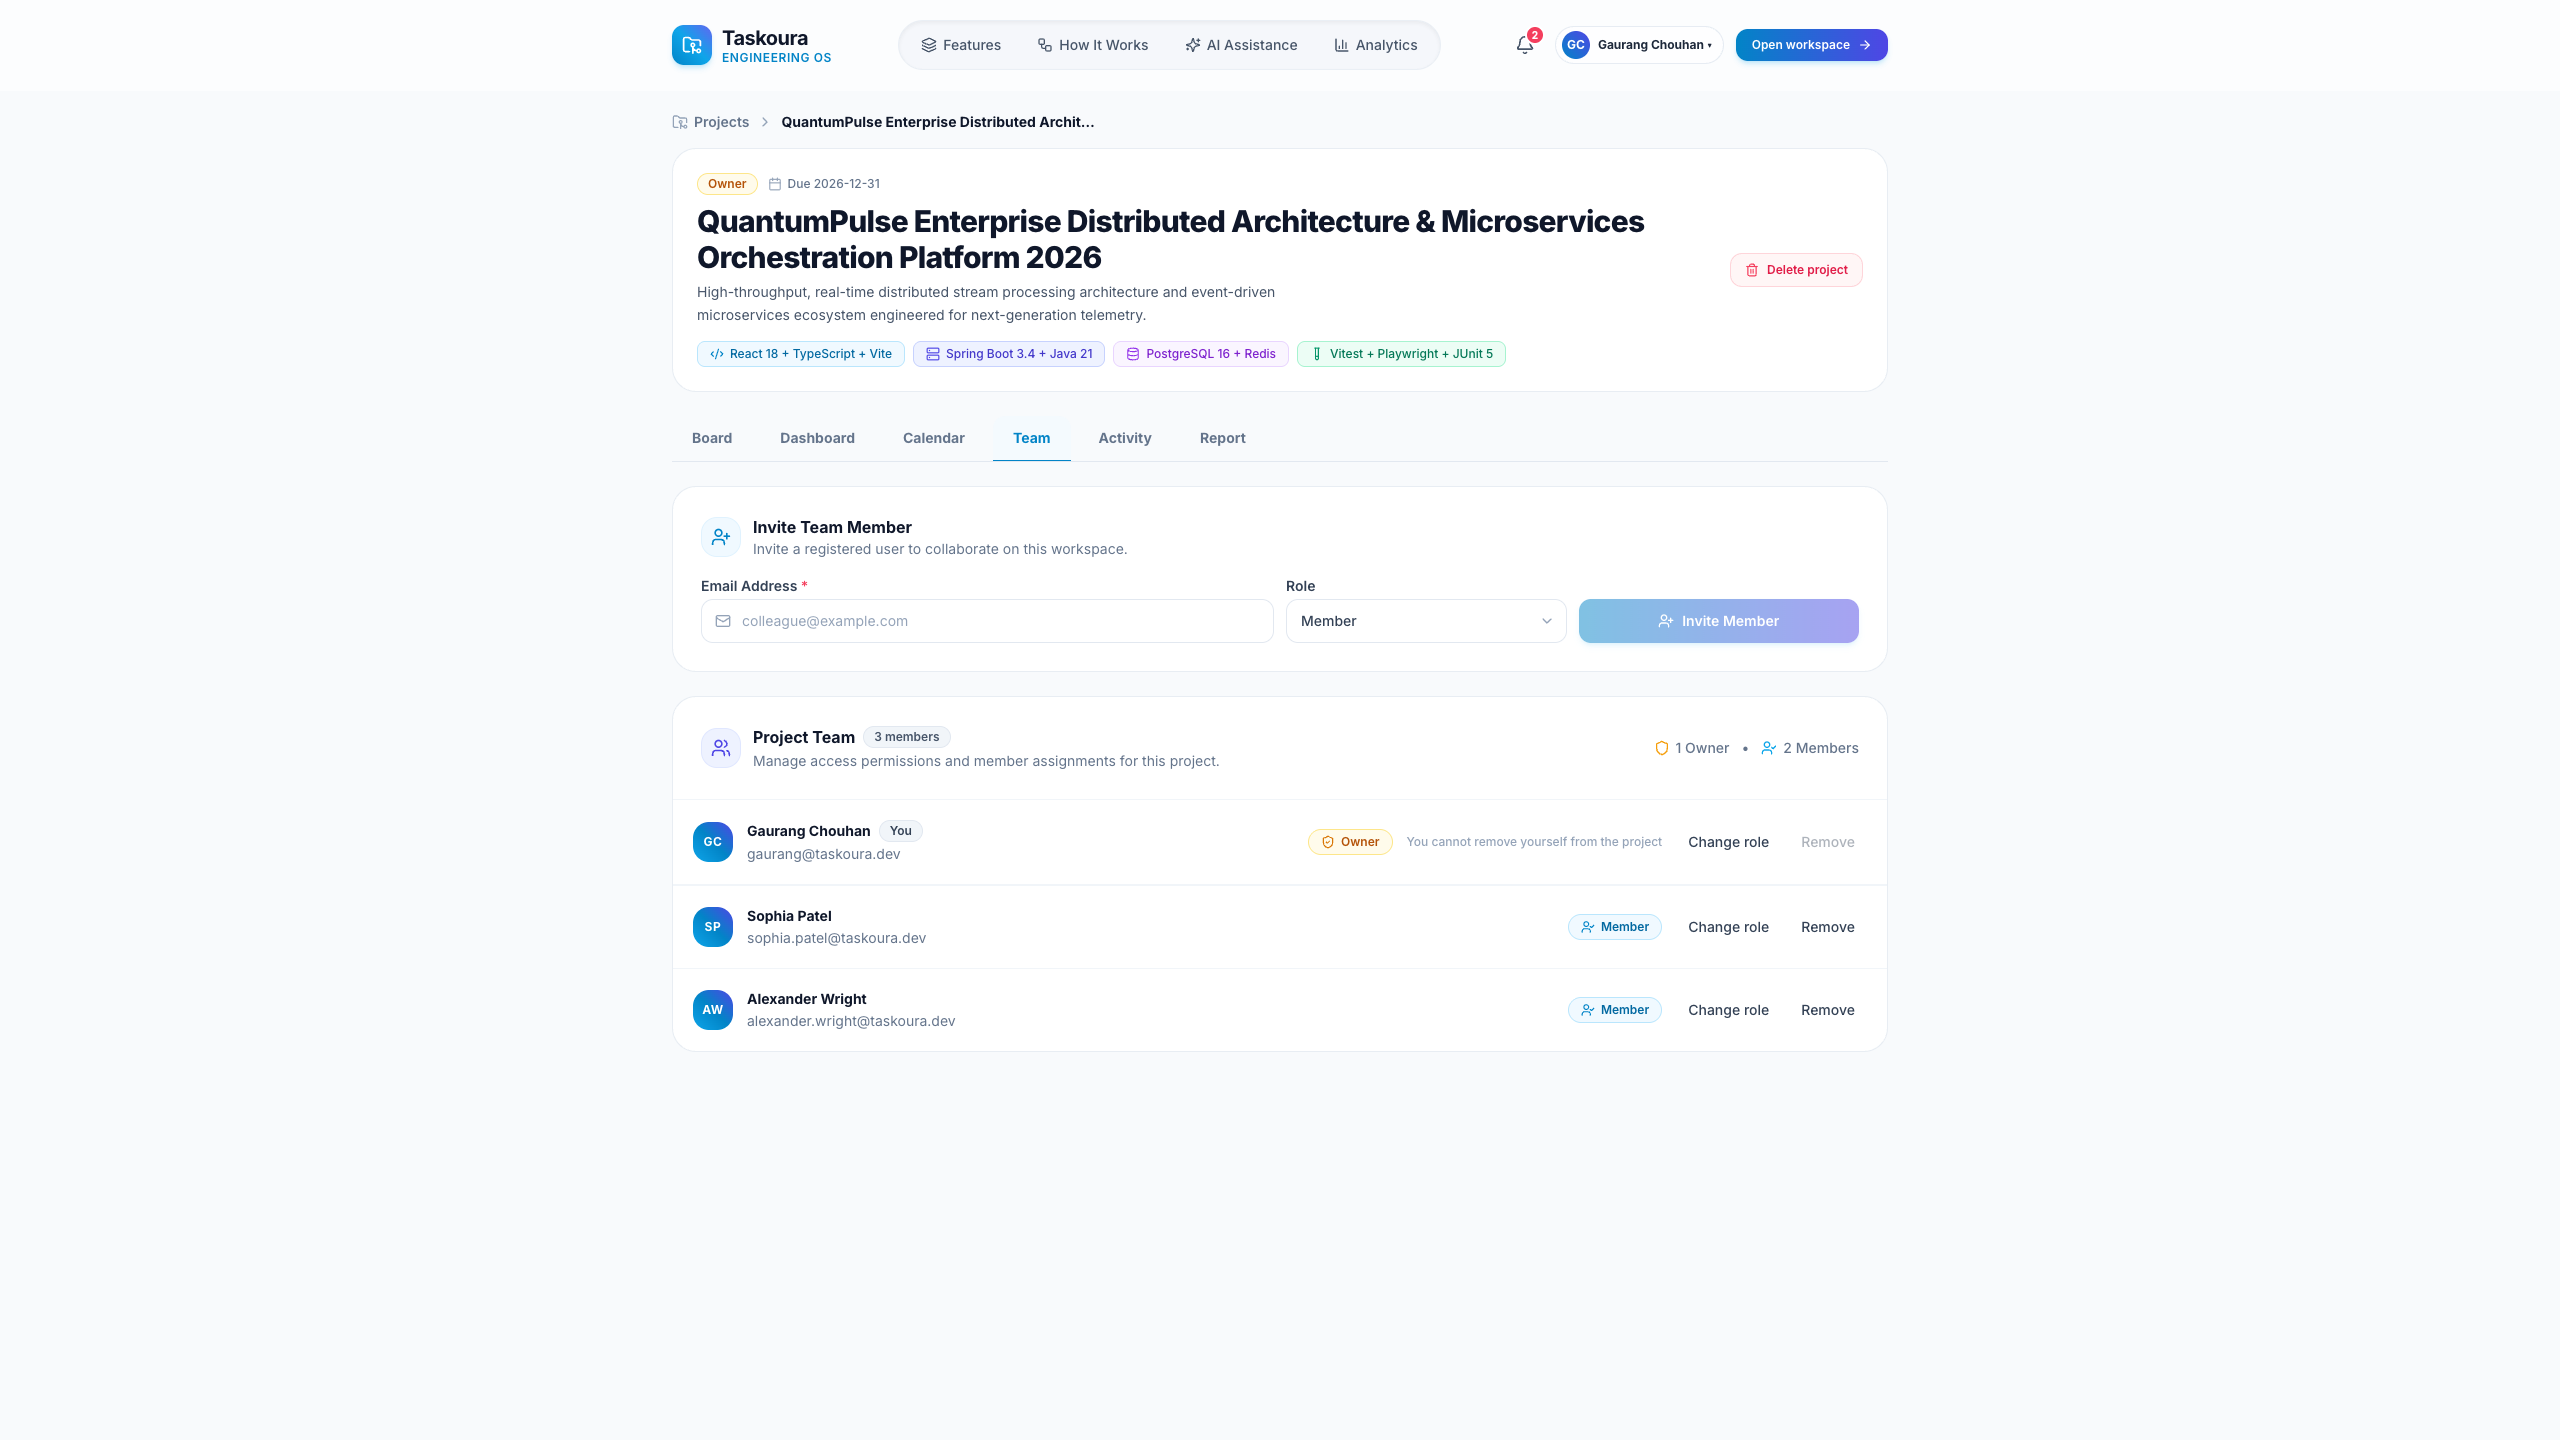 Taskoura
ENGINEERING OS
Features
How It Works
AI Assistance
Analytics
2
GC
Gaurang Chouhan
Open workspace
Projects
QuantumPulse Enterprise Distributed Archit...
Owner
Due 2026-12-31
QuantumPulse Enterprise Distributed Architecture & Microservices
Orchestration Platform 2026
High-throughput, real-time distributed stream processing architecture and event-driven
microservices ecosystem engineered for next-generation telemetry.
Delete project
React 18 + TypeScript + Vite
Spring Boot 3.4 + Java 21
PostgreSQL 16 + Redis
Vitest + Playwright + JUnit 5
Board
Dashboard
Calendar
Team
Activity
Report
Invite Team Member
Invite a registered user to collaborate on this workspace.
Email Address *
colleague@example.com
Role
Member
Invite Member
Project Team
3 members
Manage access permissions and member assignments for this project.
1 Owner • 2 Members
GC
Gaurang Chouhan
You
gaurang@taskoura.dev
Owner
You cannot remove yourself from the project
Change role
Remove
SP
Sophia Patel
sophia.patel@taskoura.dev
Member
Change role
Remove
AW
Alexander Wright
alexander.wright@taskoura.dev
Member
Change role
Remove